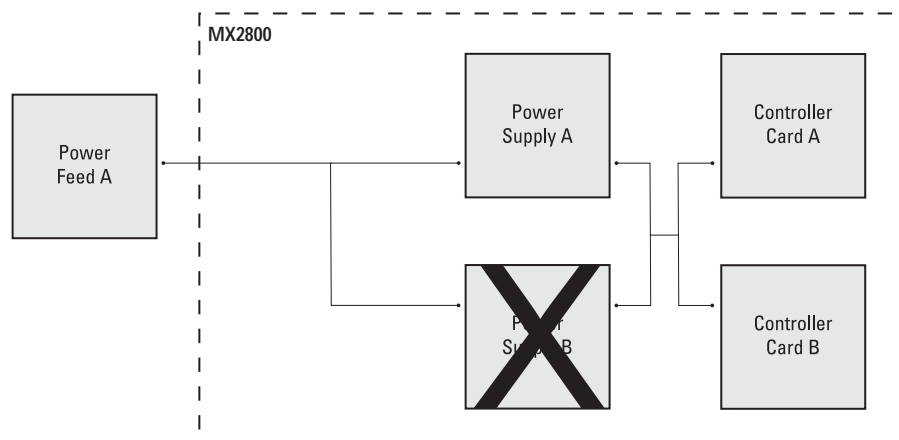 MX2800
Power
Feed A
Power
Supply A
Controller
Card A
B
Controller
Card B